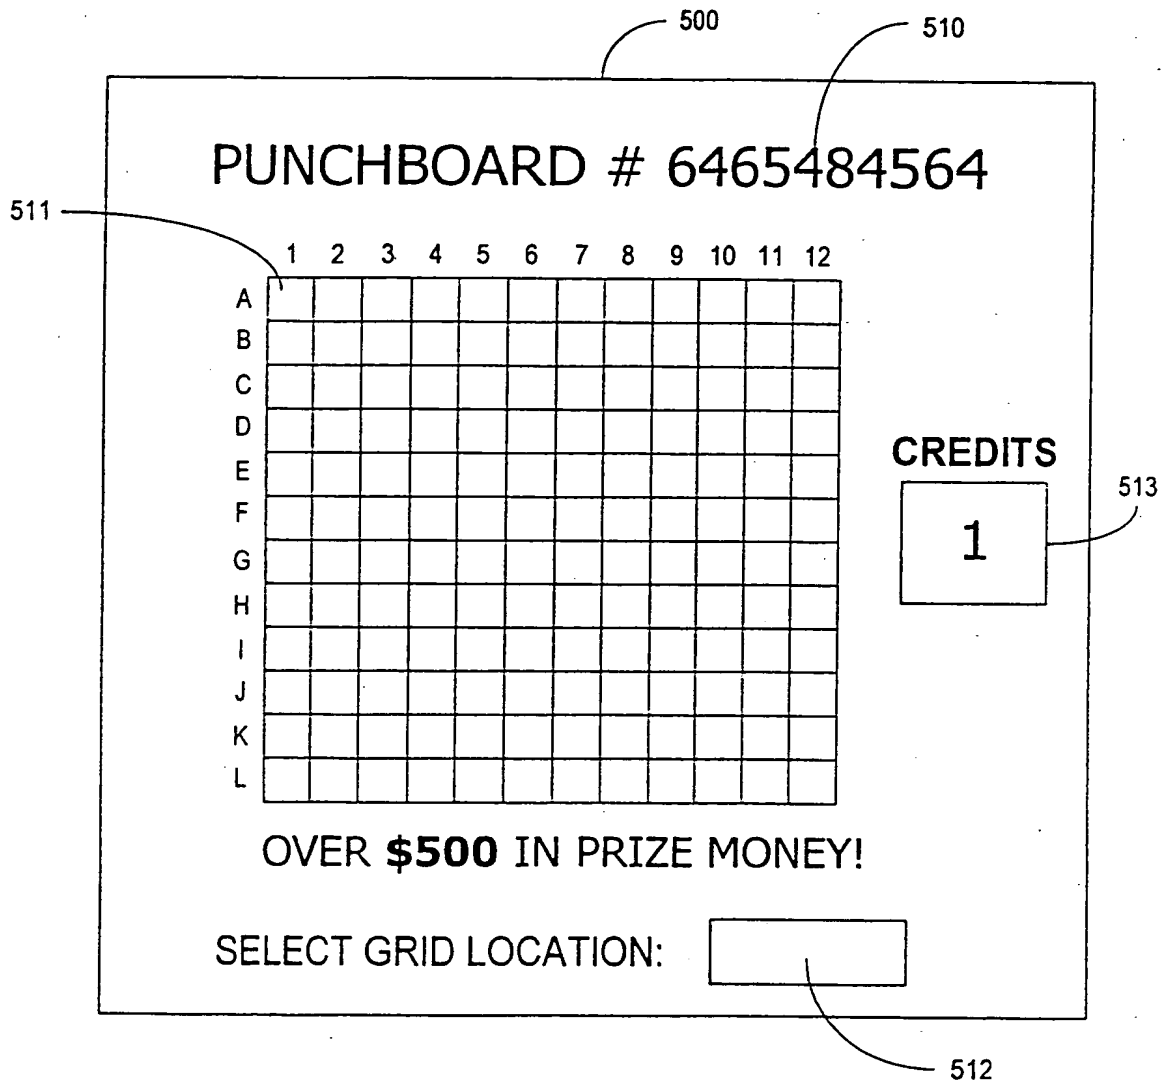 500
510
PUNCHBOARD # 6465484564
511
1 2 3 4 5 6 7 8 9 10 11 12
A
B
C
D
E
F
G
H
I
J
K
L
CREDITS
1
513
OVER $500 IN PRIZE MONEY!
SELECT GRID LOCATION:
512